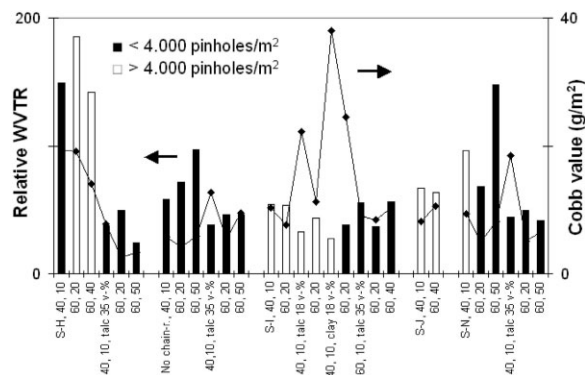 200
40
< 4.000 pinholes/m²
> 4.000 pinholes/m²
Relative WVTR
Cobb value (g/m²)
0
0
S-H, 40, 10
60, 20
60, 40
40, 10, talc 35 v-%
60, 20
60, 50
No chain-r., 40, 10
60, 20
60, 50
40,10, talc 35 v-%
60, 20
60, 50
S-I, 40, 10
60, 20
40, 10, talc 18 v-%
60, 20
40, 10, clay 18 v-%
60, 20
60, 10, talc 35 v-%
60, 20
60, 40
S-J, 40, 10
60, 40
S-N, 40, 10
60, 20
60, 50
40, 10, talc 35 v-%
60, 20
60, 50